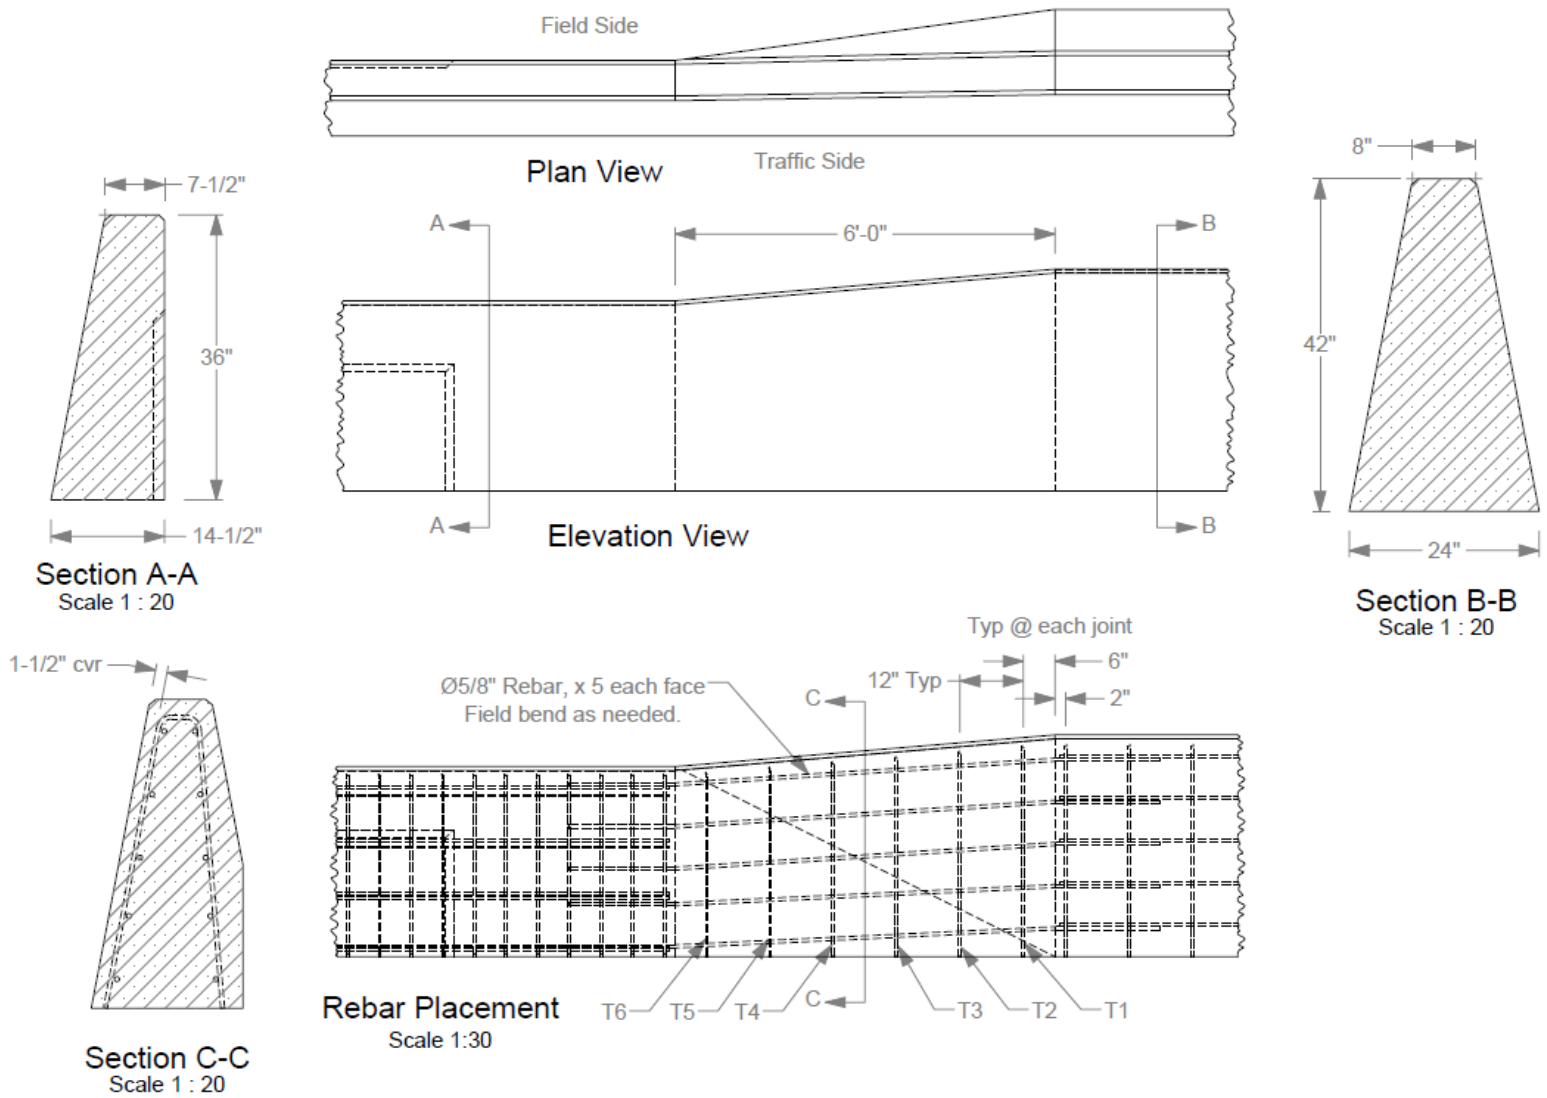 Field Side
Plan View
Traffic Side
7-1/2"
36"
14-1/2"
Section A-A
Scale 1 : 20
A
6'-0"
B
A
B
Elevation View
8"
42"
24"
Section B-B
Scale 1 : 20
1-1/2" cvr
Section C-C
Scale 1 : 20
Typ @ each joint
6"
12" Typ
2"
Ø5/8" Rebar, x 5 each face
Field bend as needed.
C
C
T6
T5
T4
T3
T2
T1
Rebar Placement
Scale 1:30